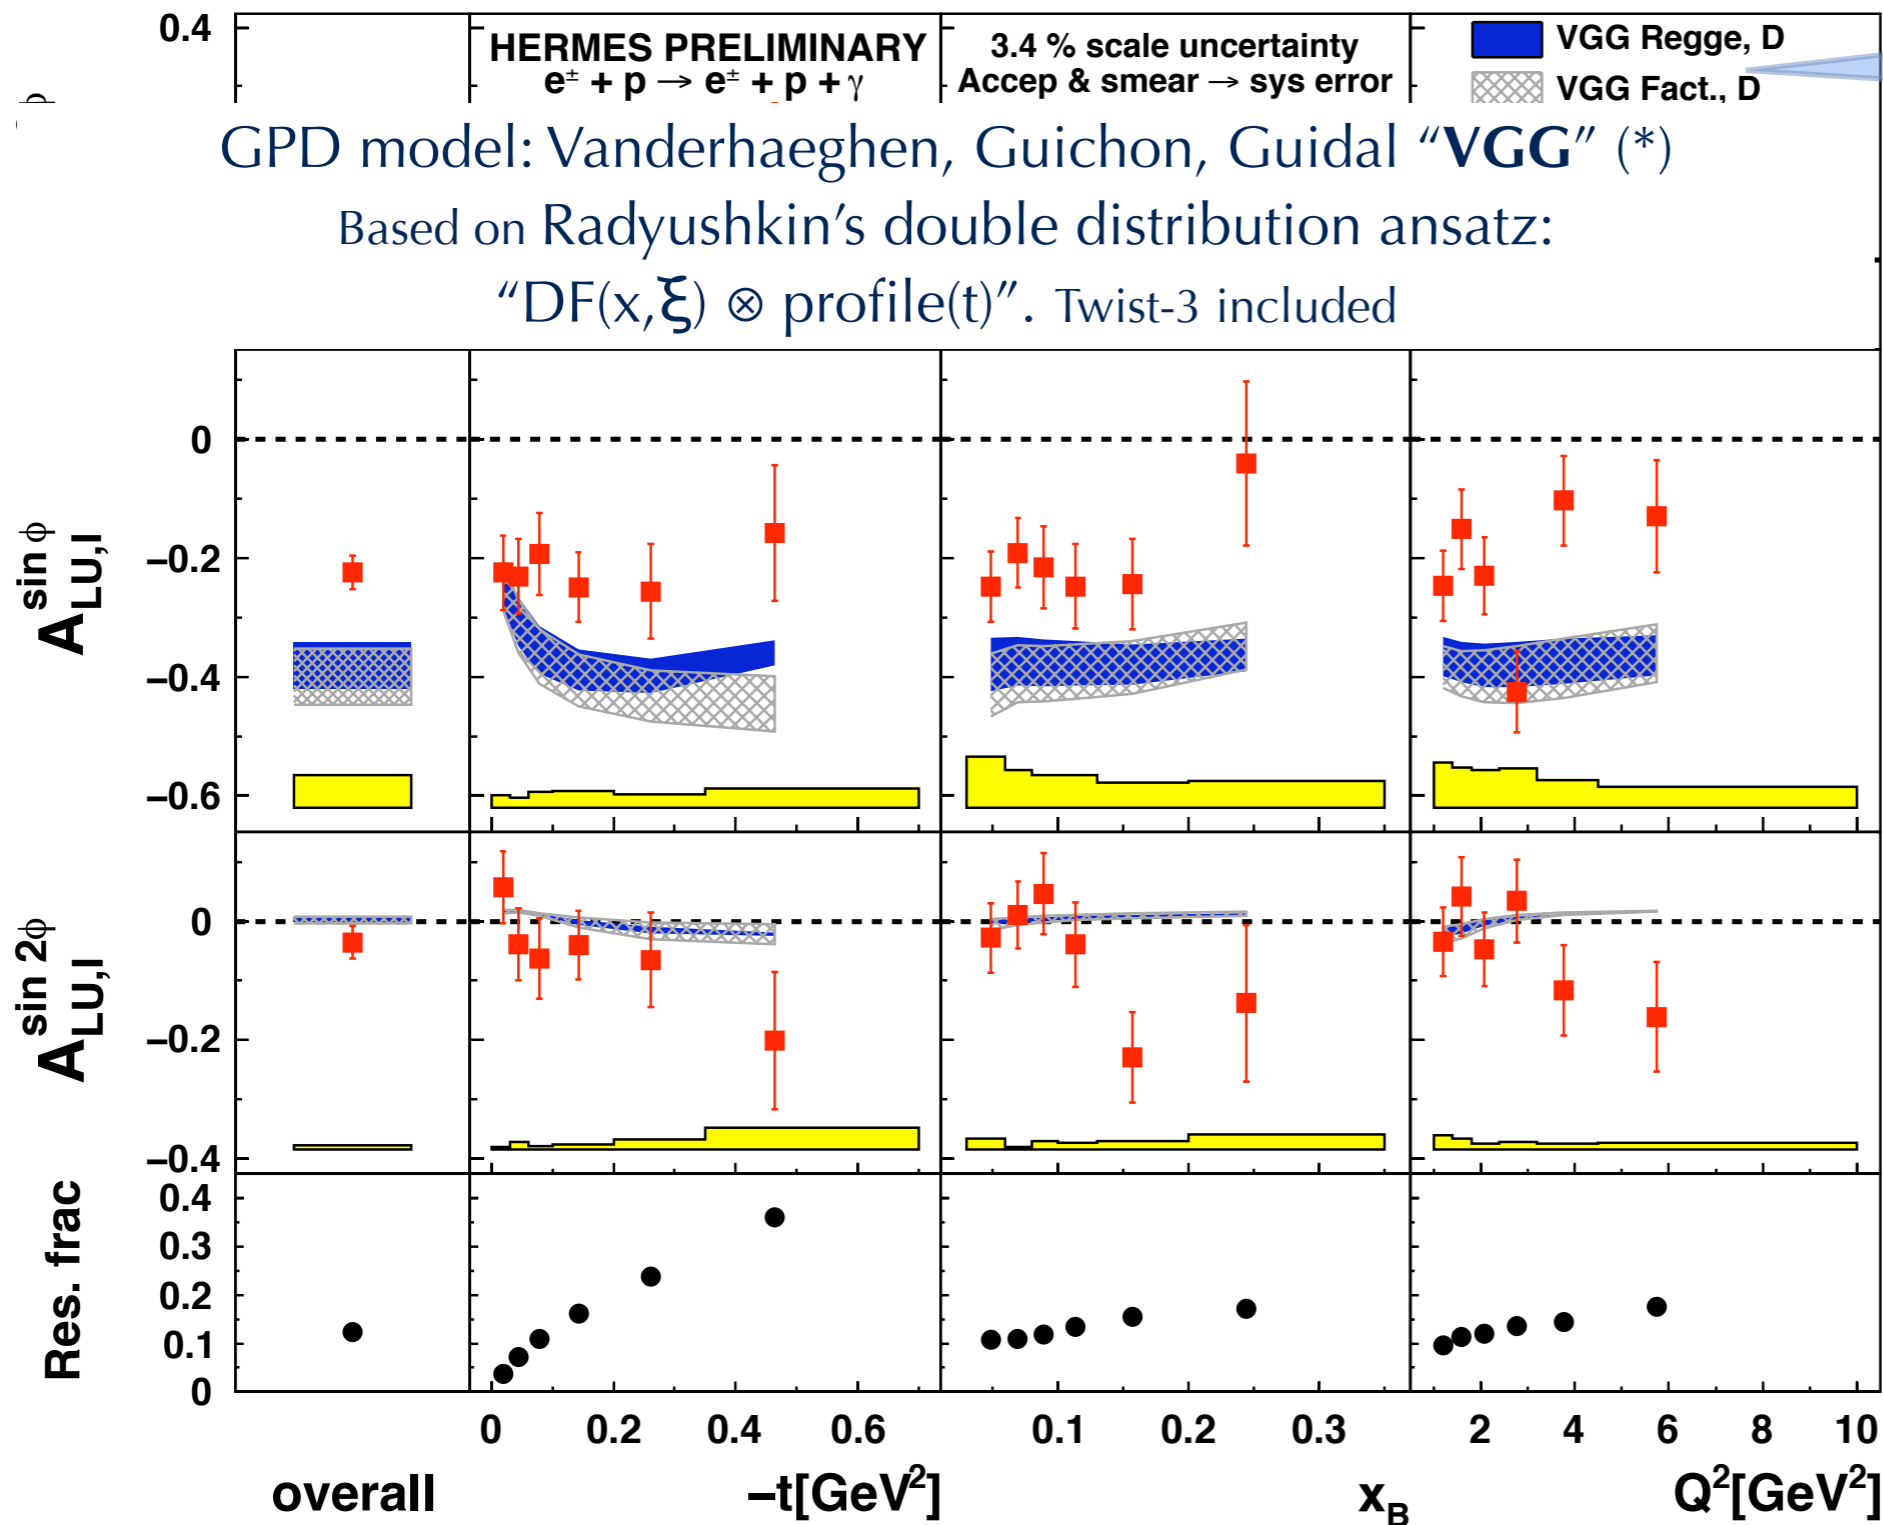 0.4
HERMES PRELIMINARY
e± + p → e± + p + γ
3.4 % scale uncertainty
Accep & smear → sys error
VGG Regge, D
VGG Fact., D
GPD model: Vanderhaeghen, Guichon, Guidal “VGG” (*)
Based on Radyushkin’s double distribution ansatz:
“DF(x,ξ) ⊗ profile(t)”. Twist-3 included
A sin ϕ LU,I
0
−0.2
−0.4
−0.6
A sin 2ϕ LU,I
0
−0.2
−0.4
Res. frac
0.4
0.3
0.2
0.1
0
0 0.2 0.4 0.6
0.1 0.2 0.3
2 4 6 8 10
overall
−t[GeV²]
x_B
Q²[GeV²]